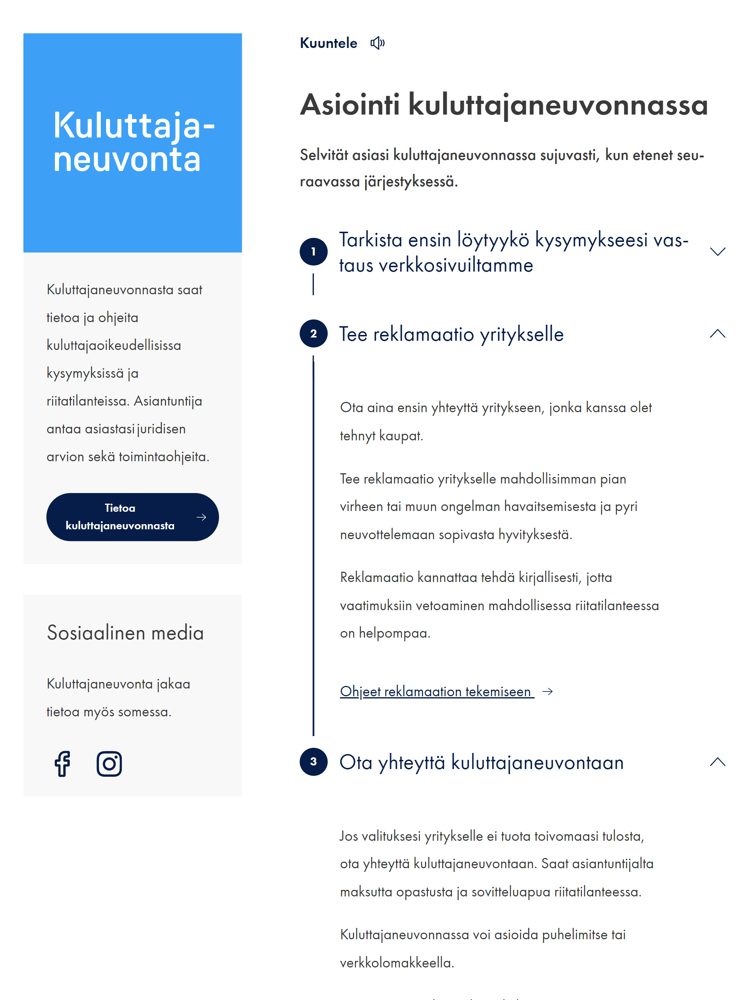 Kuluttaja-
neuvonta
Kuluttajaneuvonnasta saat
tietoa ja ohjeita
kuluttajaoikeudellisissa
kysymyksissä ja
riitatilanteissa. Asiantuntija
antaa asiastasi juridisen
arvion sekä toimintaohjeita.
Tietoa
kuluttajaneuvonnasta
Sosiaalinen media
Kuluttajaneuvonta jakaa
tietoa myös somessa.
Kuuntele
Asiointi kuluttajaneuvonnassa
Selvität asiasi kuluttajaneuvonnassa sujuvasti, kun etenet seu-
raavassa järjestyksessä.
1
Tarkista ensin löytyykö kysymykseesi vas-
taus verkkosivuiltamme
2
Tee reklamaatio yritykselle
Ota aina ensin yhteyttä yritykseen, jonka kanssa olet
tehnyt kaupat.
Tee reklamaatio yritykselle mahdollisimman pian
virheen tai muun ongelman havaitsemisesta ja pyri
neuvottelemaan sopivasta hyvityksestä.
Reklamaatio kannattaa tehdä kirjallisesti, jotta
vaatimuksiin vetoaminen mahdollisessa riitatilanteessa
on helpompaa.
Ohjeet reklamaation tekemiseen
3
Ota yhteyttä kuluttajaneuvontaan
Jos valituksesi yritykselle ei tuota toivomaasi tulosta,
ota yhteyttä kuluttajaneuvontaan. Saat asiantuntijalta
maksutta opastusta ja sovitteluapua riitatilanteessa.
Kuluttajaneuvonnassa voi asioida puhelimitse tai
verkkolomakkeella.